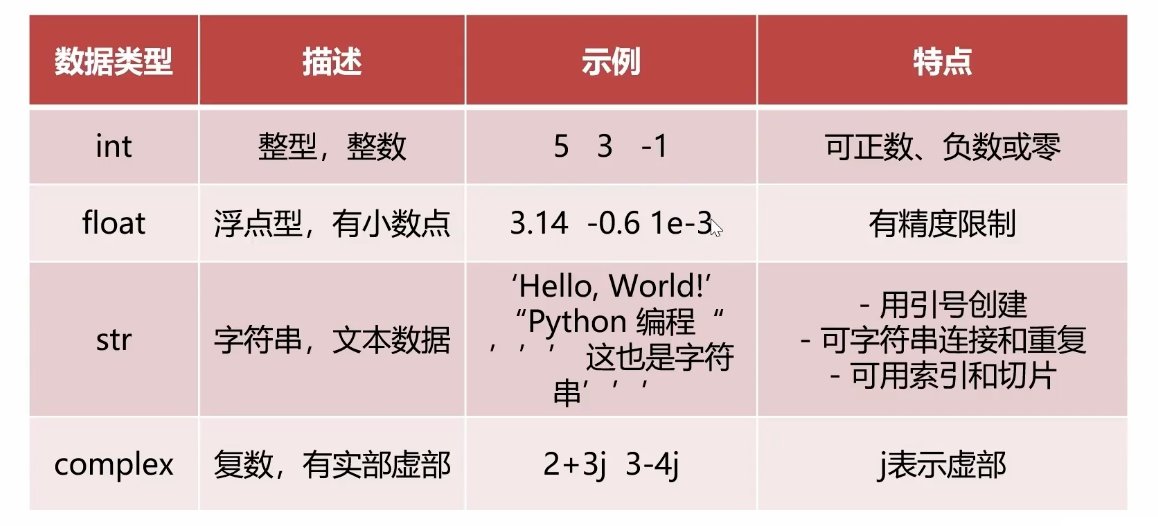 数据类型 描述 示例 特点
int 整型，整数 5 3 -1 可正数、负数或零
float 浮点型，有小数点 3.14 -0.6 1e-3 有精度限制
str 字符串，文本数据
‘Hello, World!’
“Python 编程 “
’ ’ ’ 这也是字符
串’ ’ ’
- 用引号创建
- 可字符串连接和重复
- 可用索引和切片
complex 复数，有实部虚部 2+3j 3-4j j表示虚部